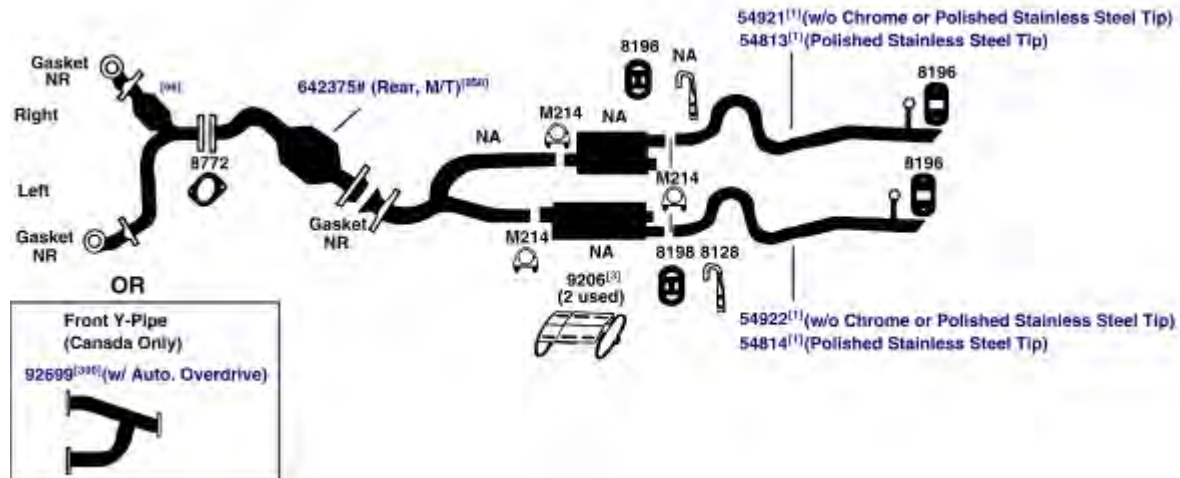 54921[1](w/o Chrome or Polished Stainless Steel Tip)
54813[1](Polished Stainless Steel Tip)
8198
NA
8196
Gasket
NR
642375# (Rear, M/T)
Right
M214
NA
NA
8772
8196
Left
M214
Gasket
NR
Gasket
NR
M214
NA
8198
8128
9206[3]
(2 used)
OR
Front Y-Pipe
(Canada Only)
92699(w/ Auto. Overdrive)
54922[1](w/o Chrome or Polished Stainless Steel Tip)
54814[1](Polished Stainless Steel Tip)